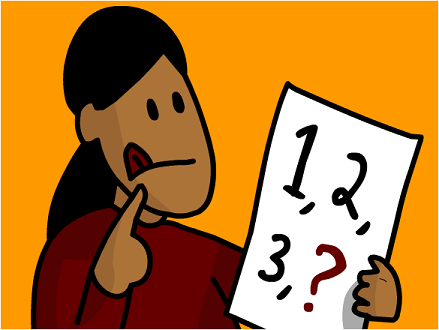 1, 2,
3, ?